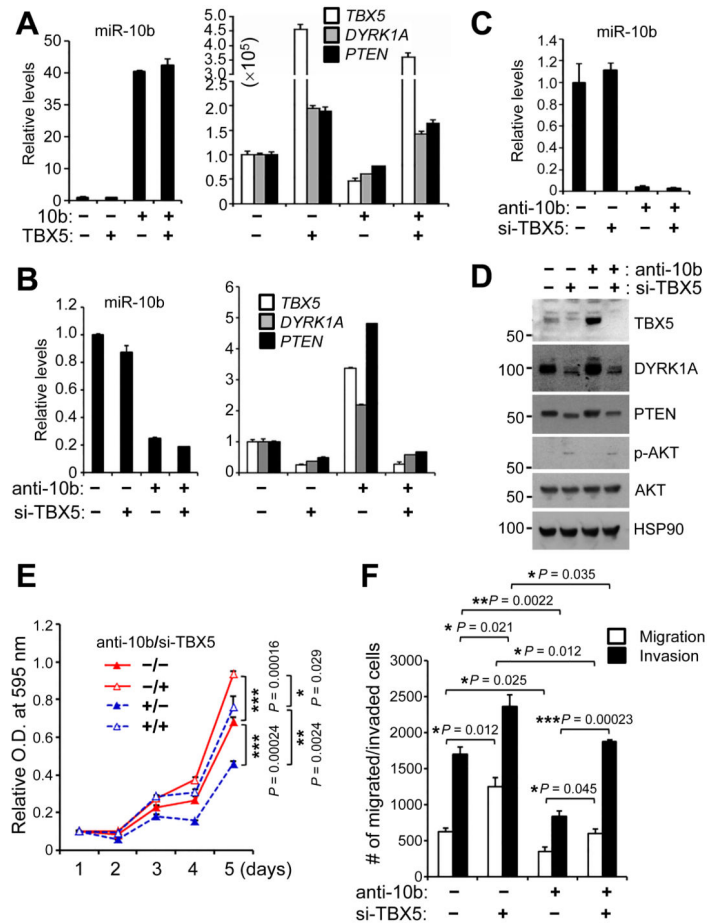 A
miR-10b
Relative levels
60
45
30
15
0
10b: – – + +
TBX5: – + – +
TBX5
DYRK1A
PTEN
(×10⁵)
5.0
4.5
4.0
3.5
3.0
2.5
2.0
1.5
1.0
0.5
– – + +
– + – +
C
miR-10b
Relative levels
1.4
1.2
1.0
0.8
0.6
0.4
0.2
0
anti-10b: – – + +
si-TBX5: – + – +
B
miR-10b
Relative levels
1.2
1.0
0.8
0.6
0.4
0.2
0
anti-10b: – – + +
si-TBX5: – + – +
TBX5
DYRK1A
PTEN
6
5
4
3
2
1
0
– – + +
– + – +
D
– – + + : anti-10b
– + – + : si-TBX5
50 TBX5
100 DYRK1A
50 PTEN
50 p-AKT
50 AKT
100 HSP90
E
Relative O.D. at 595 nm
1.2
1.0
0.8
0.6
0.4
0.2
0
anti-10b/si-TBX5
–/–
–/+
+/–
+/+
*** P = 0.00016
* P = 0.029
*** P = 0.00024
** P = 0.0024
1 2 3 4 5 (days)
F
# of migrated/invaded cells
3000
2500
2000
1500
1000
500
0
Migration
Invasion
* P = 0.035
** P = 0.0022
* P = 0.021
* P = 0.012
* P = 0.025
* P = 0.012
*** P = 0.00023
* P = 0.045
anti-10b: – – + +
si-TBX5: – + – +